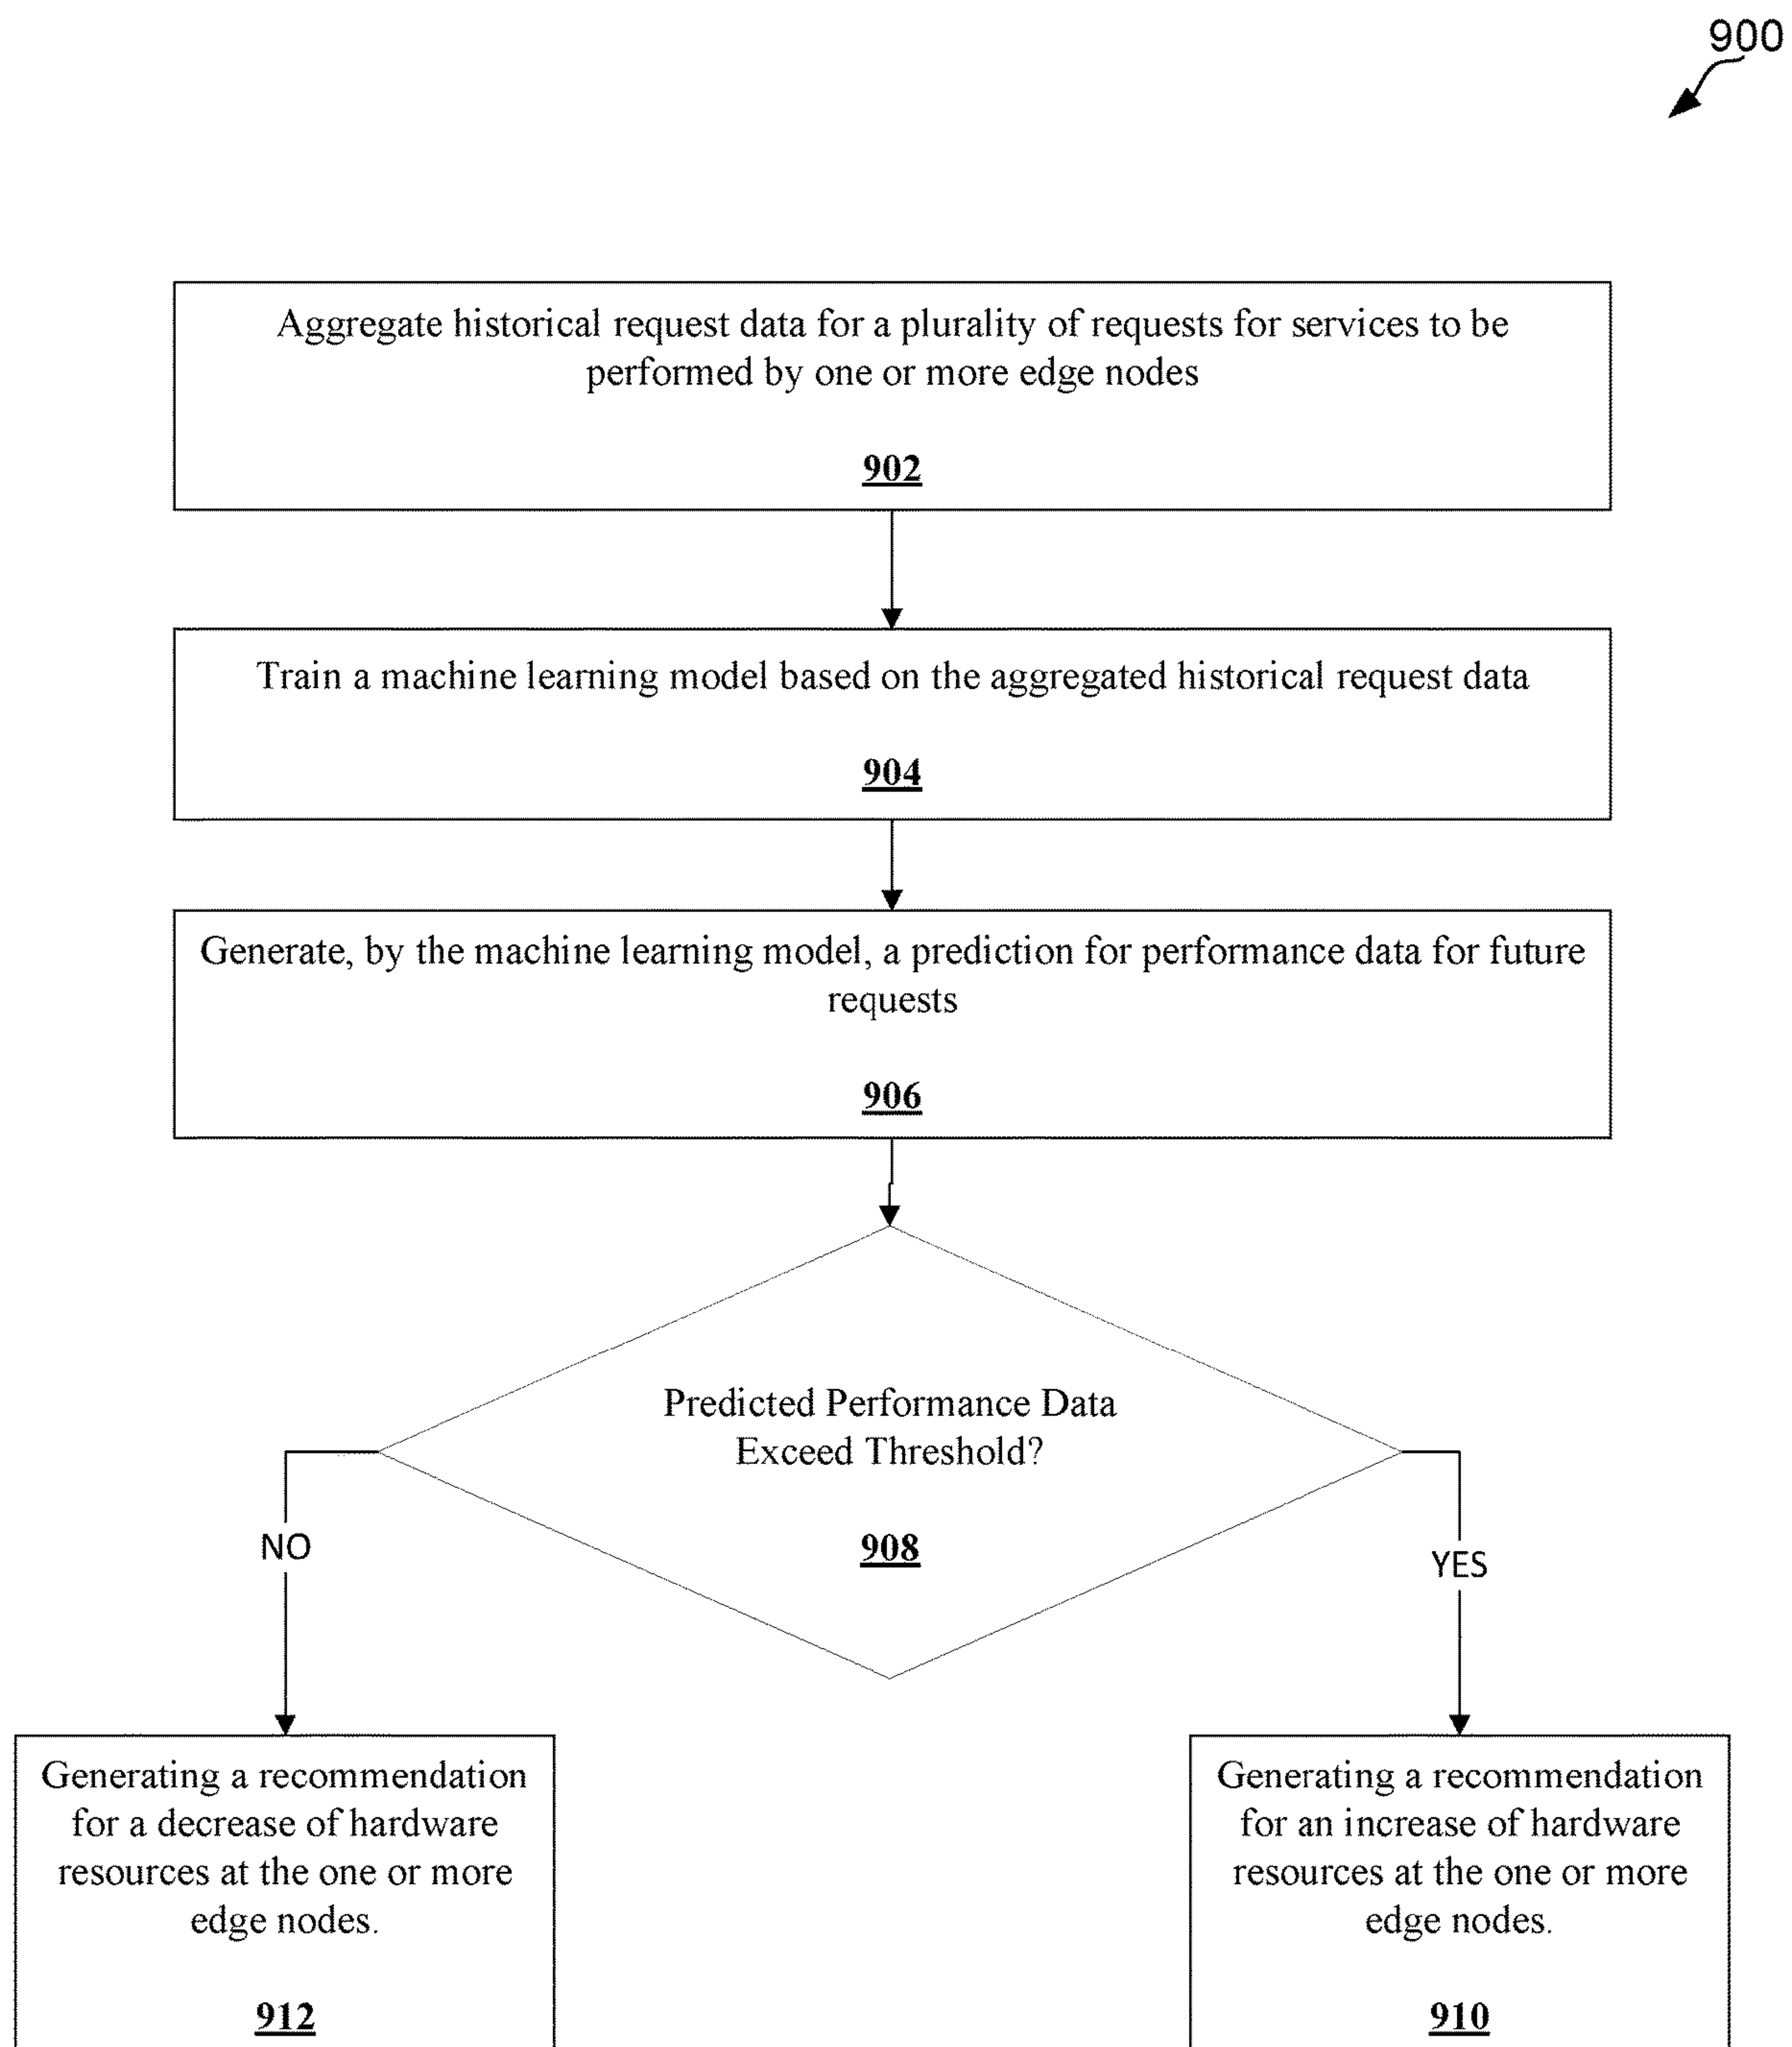 900
Aggregate historical request data for a plurality of requests for services to be
performed by one or more edge nodes
902
Train a machine learning model based on the aggregated historical request data
904
Generate, by the machine learning model, a prediction for performance data for future
requests
906
Predicted Performance Data
Exceed Threshold?
908
NO
YES
Generating a recommendation
for a decrease of hardware
resources at the one or more
edge nodes.
912
Generating a recommendation
for an increase of hardware
resources at the one or more
edge nodes.
910